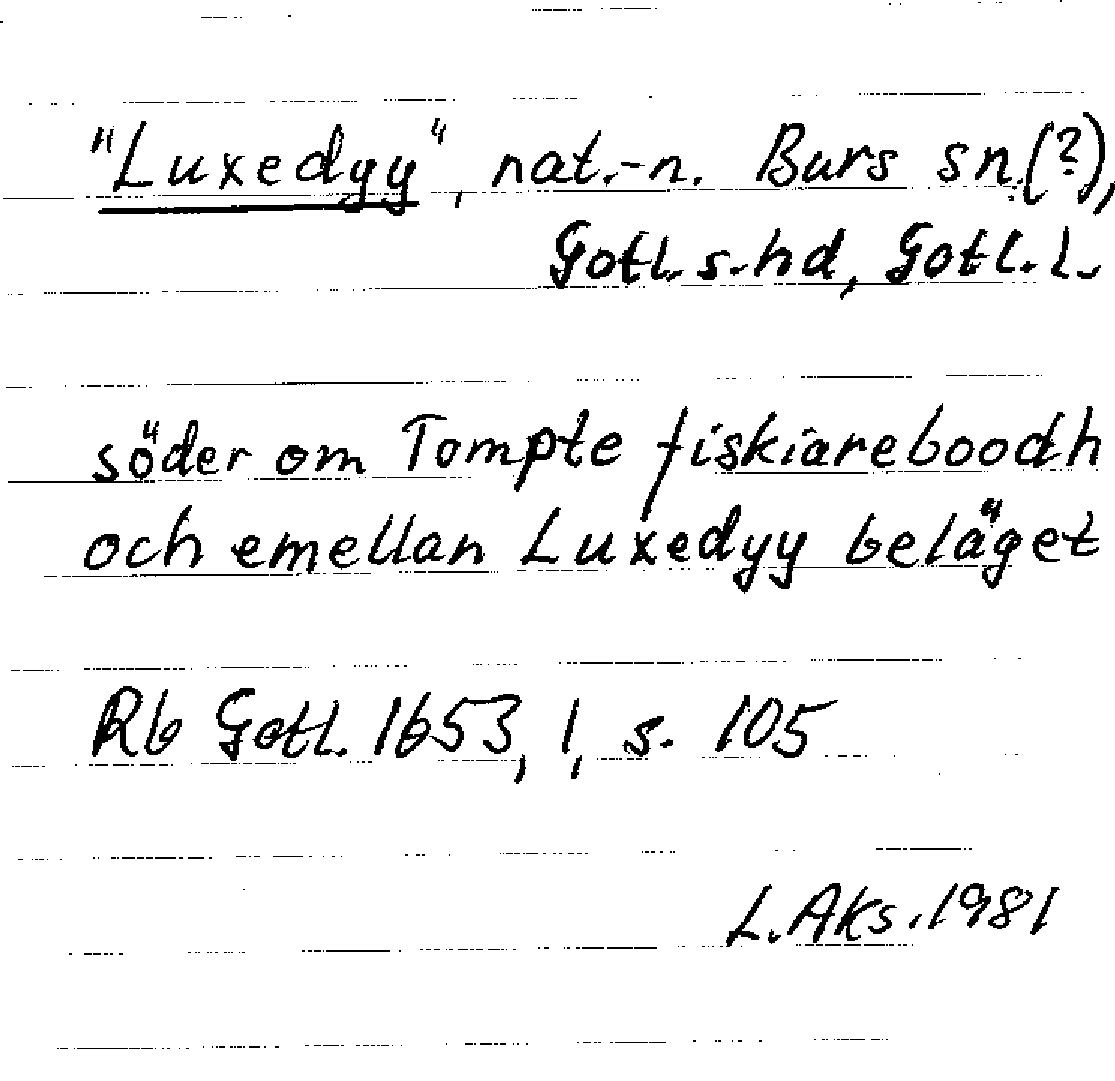 "Luxedyy", nat.-n. Burs sn.(?),
Gotl. s. hd, Gotl. l.
söder om Tompte fiskiareboodh
och emellan Luxedyy beläget
Rb Gotl. 1653, 1, s. 105
L. Aks. 1981